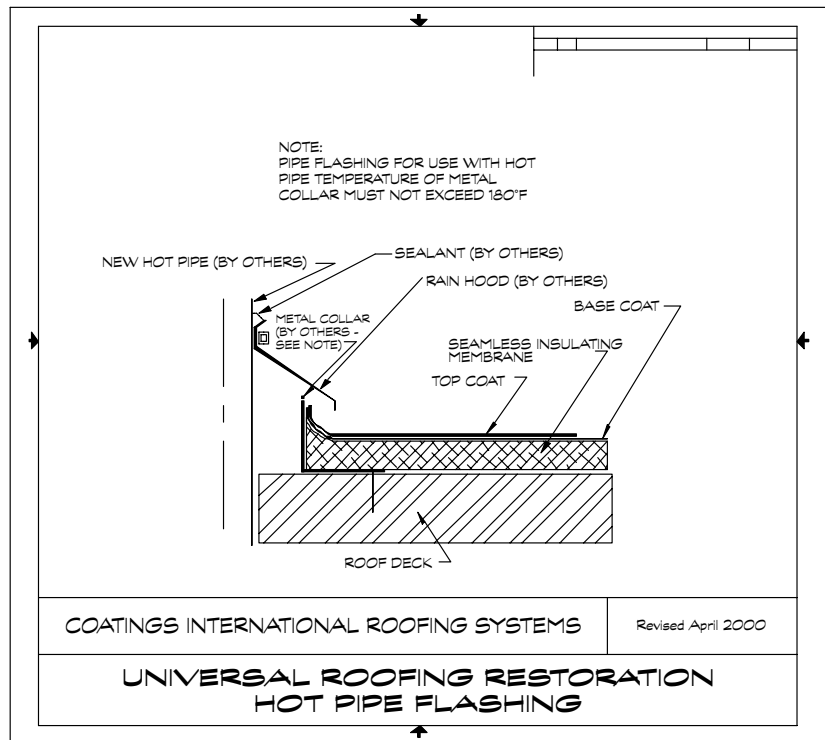 NOTE:
PIPE FLASHING FOR USE WITH HOT
PIPE TEMPERATURE OF METAL
COLLAR MUST NOT EXCEED 180°F
NEW HOT PIPE (BY OTHERS)
SEALANT (BY OTHERS)
RAIN HOOD (BY OTHERS)
BASE COAT
METAL COLLAR
(BY OTHERS -
SEE NOTE)
SEAMLESS INSULATING
MEMBRANE
TOP COAT
ROOF DECK
COATINGS INTERNATIONAL ROOFING SYSTEMS
Revised April 2000
UNIVERSAL ROOFING RESTORATION
HOT PIPE FLASHING